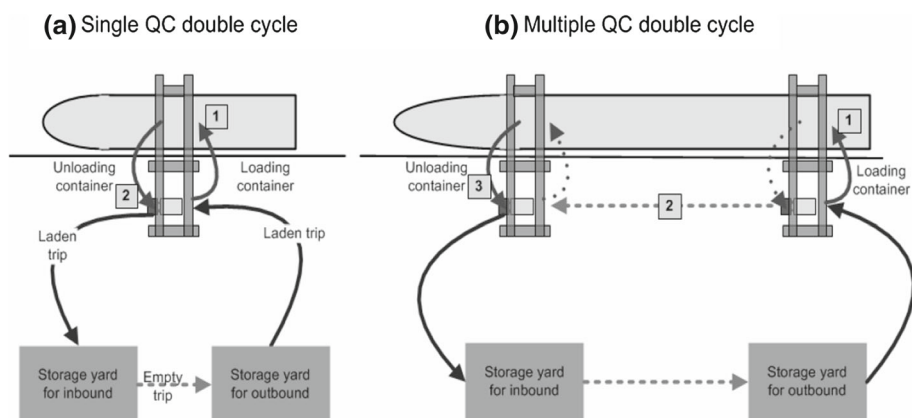 (a) Single QC double cycle
1
Unloading
container
Loading
container
2
Laden
trip
Laden trip
Storage yard
for inbound
Empty
trip
Storage yard
for outbound
(b) Multiple QC double cycle
1
Unloading
container
3
Loading
container
2
Storage yard
for inbound
Storage yard
for outbound